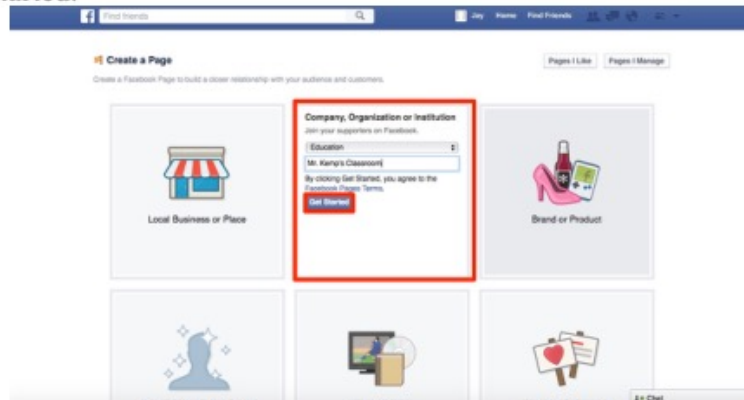 f Find friends
Jay Home Find Friends
Create a Page
Pages I Like Pages I Manage
Create a Facebook Page to build a closer relationship with your audience and customers.
Company, Organization or Institution
Join your supporters on Facebook.
Education
Mr. Kemp's Classroom
By clicking Get Started, you agree to the
Facebook Pages Terms.
Get Started
Local Business or Place
Brand or Product
Chat